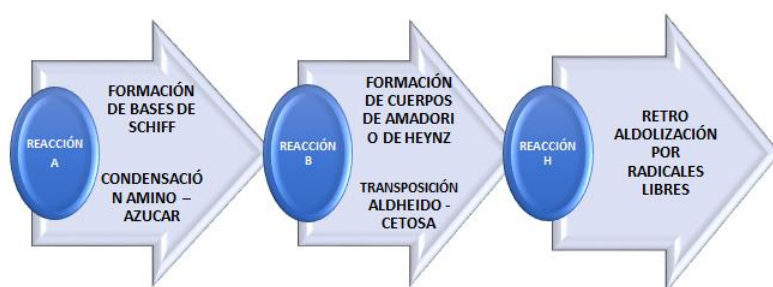 REACCIÓN
A
FORMACIÓN
DE BASES DE
SCHIFF
CONDENSACIÓ
N AMINO –
AZUCAR
REACCIÓN
B
FORMACIÓN
DE CUERPOS
DE AMADORI
O DE HEYNZ
TRANSPOSICIÓN
ALDHEIDO -
CETOSA
REACCIÓN
H
RETRO
ALDOLIZACIÓN
POR
RADICALES
LIBRES